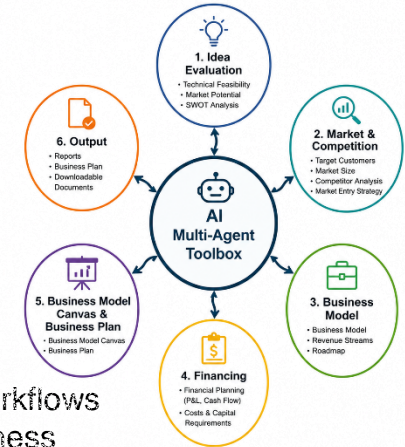 1. Idea
Evaluation
• Technical Feasibility
• Market Potential
• SWOT Analysis
2. Market &
Competition
• Target Customers
• Market Size
• Competitor Analysis
• Market Entry Strategy
3. Business
Model
• Business Model
• Revenue Streams
• Roadmap
4. Financing
• Financial Planning
(P&L, Cash Flow)
• Costs & Capital
Requirements
5. Business Model
Canvas &
Business Plan
• Business Model Canvas
• Business Plan
6. Output
• Reports
• Business Plan
• Downloadable
Documents
AI
Multi-Agent
Toolbox